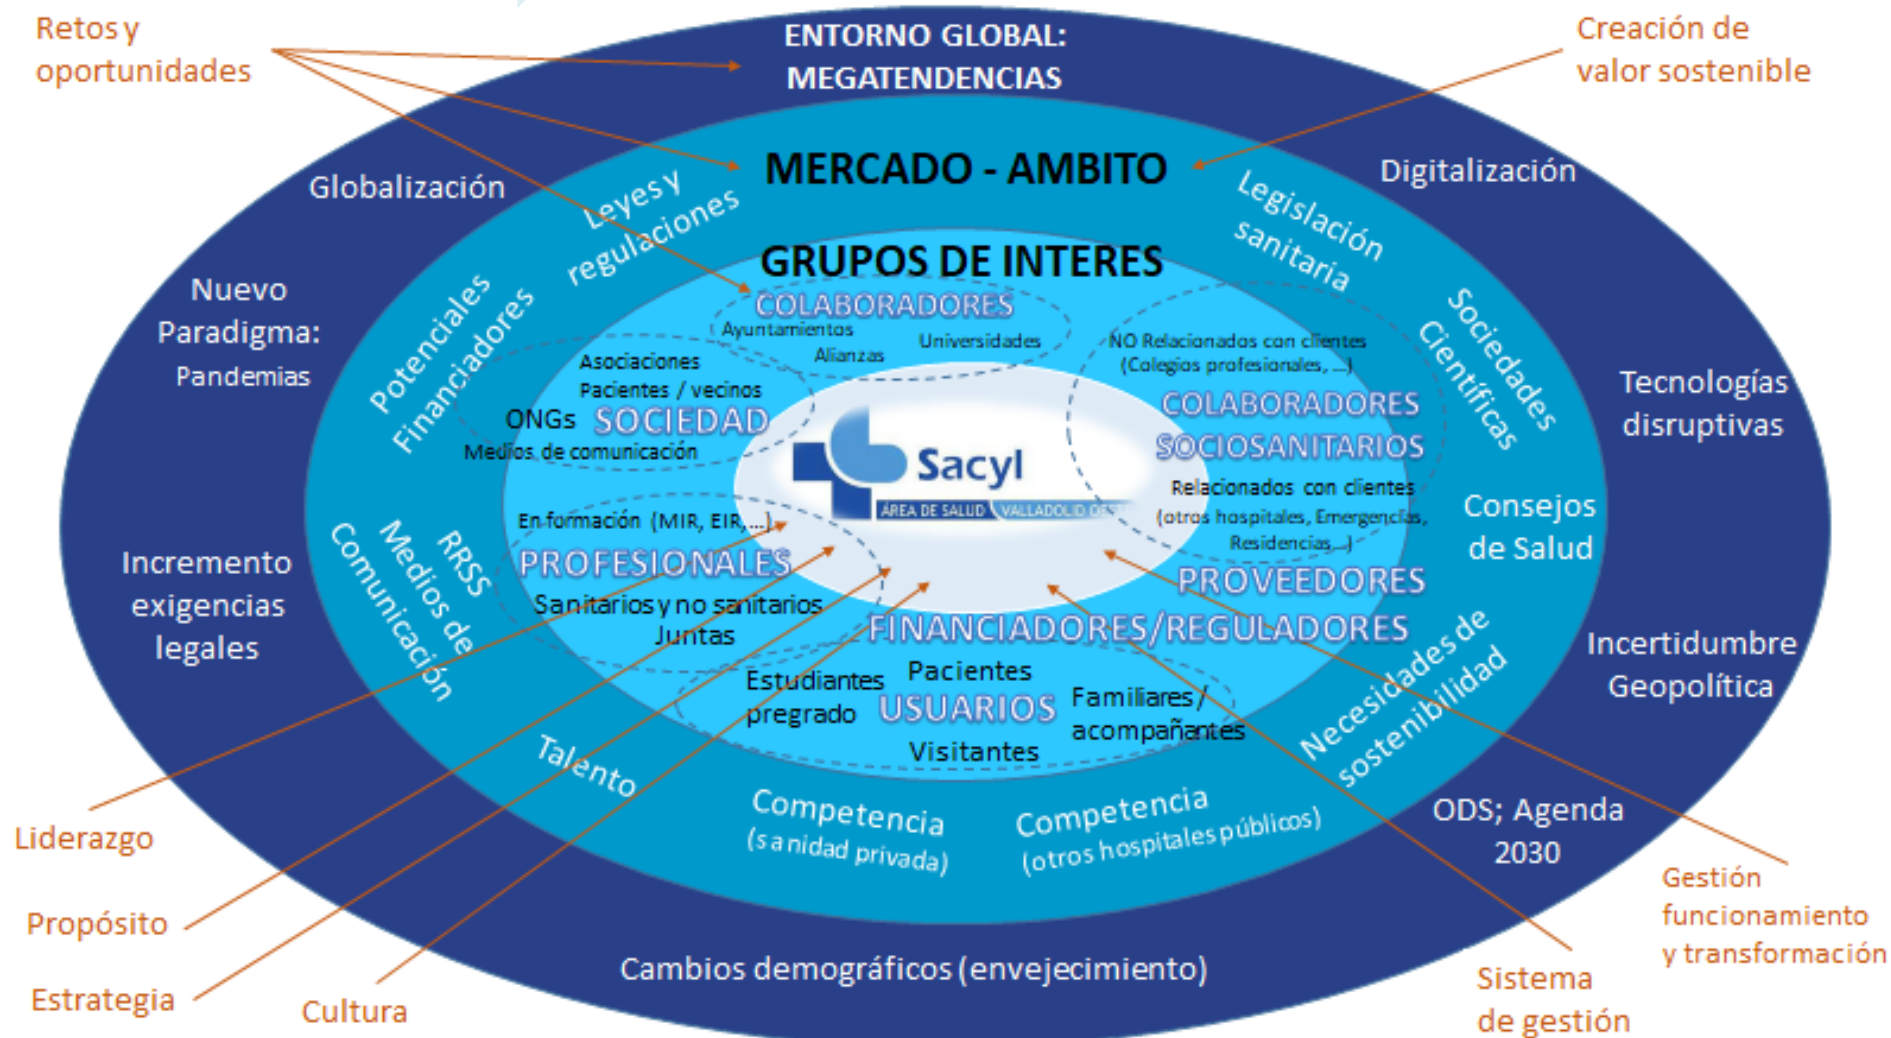 Retos y
oportunidades
ENTORNO GLOBAL:
MEGATENDENCIAS
Creación de
valor sostenible
Globalización
Digitalización
Nuevo
Paradigma:
Pandemias
Tecnologías
disruptivas
Incremento
exigencias
legales
Incertidumbre
Geopolítica
ODS; Agenda
2030
Cambios demográficos (envejecimiento)
MERCADO - AMBITO
Leyes y
regulaciones
Legislación
sanitaria
Potenciales
Financiadores
Sociedades
Científicas
Consejos
de Salud
RRSS
Medios de
Comunicación
Necesidades de
sostenibilidad
Talento
Competencia
(sanidad privada)
Competencia
(otros hospitales públicos)
GRUPOS DE INTERES
COLABORADORES
Ayuntamientos
Universidades
Alianzas
Asociaciones
Pacientes / vecinos
ONGs SOCIEDAD
Medios de comunicación
NO Relacionados con clientes
(Colegios profesionales, ...)
COLABORADORES
SOCIOSANITARIOS
Relacionados con clientes
(otros hospitales, Emergencias,
Residencias...)
Sacyl
ÁREA DE SALUD VALLADOLID OESTE
En formación (MIR, EIR,...)
PROFESIONALES
Sanitarios y no sanitarios
Juntas
PROVEEDORES
FINANCIADORES/REGULADORES
Estudiantes
pregrado
Pacientes
USUARIOS
Visitantes
Familiares/
acompañantes
Liderazgo
Propósito
Estrategia
Cultura
Gestión
funcionamiento
y transformación
Sistema
de gestión